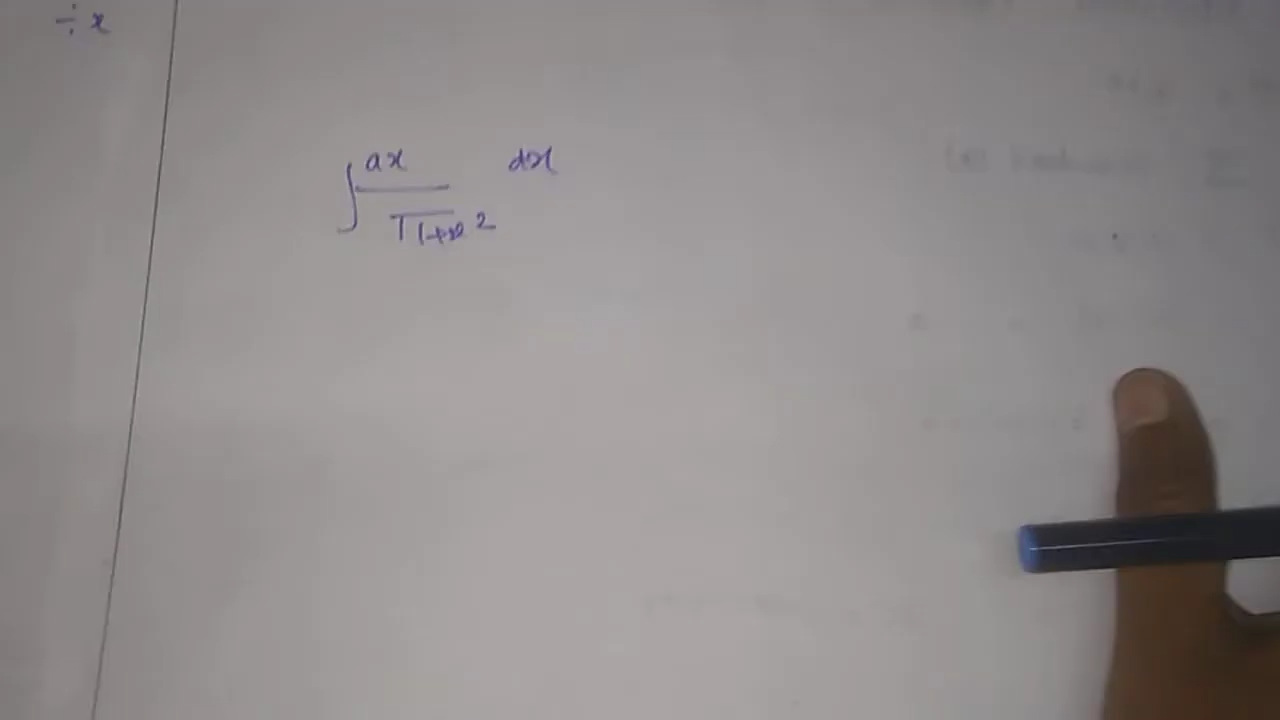 ÷ x
∫ ax dx
√1+x²